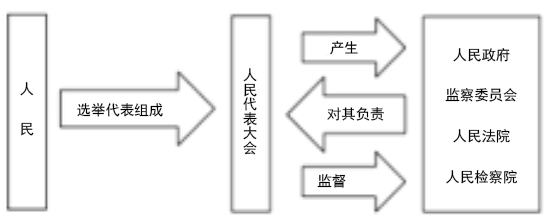 人民
选举代表组成
人民代表大会
产生
对其负责
监督
人民政府
监察委员会
人民法院
人民检察院